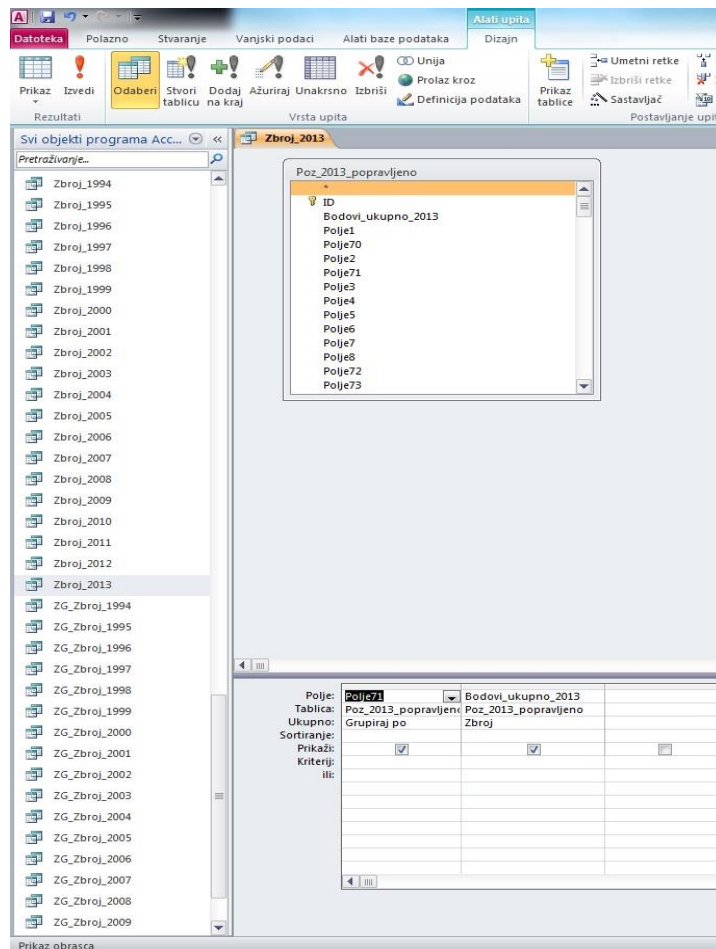 A
Alati upita
Datoteka Polazno Stvaranje Vanjski podaci Alati baze podataka Dizajn
Prikaz
Izvedi
Odaberi
Stvori tablicu
Dodaj na kraj
Ažuriraj
Unakrsno
Izbriši
Unija
Prolaz kroz
Definicija podataka
Prikaz tablice
Umetni retke
Izbriši retke
Sastavljač
Rezultati
Vrsta upita
Postavljanje upit
Svi objekti programa Acc...
Pretraživanje...
Zbroj_1994
Zbroj_1995
Zbroj_1996
Zbroj_1997
Zbroj_1998
Zbroj_1999
Zbroj_2000
Zbroj_2001
Zbroj_2002
Zbroj_2003
Zbroj_2004
Zbroj_2005
Zbroj_2006
Zbroj_2007
Zbroj_2008
Zbroj_2009
Zbroj_2010
Zbroj_2011
Zbroj_2012
Zbroj_2013
ZG_Zbroj_1994
ZG_Zbroj_1995
ZG_Zbroj_1996
ZG_Zbroj_1997
ZG_Zbroj_1998
ZG_Zbroj_1999
ZG_Zbroj_2000
ZG_Zbroj_2001
ZG_Zbroj_2002
ZG_Zbroj_2003
ZG_Zbroj_2004
ZG_Zbroj_2005
ZG_Zbroj_2006
ZG_Zbroj_2007
ZG_Zbroj_2008
ZG_Zbroj_2009
Zbroj_2013
Poz_2013_popravljeno
*
ID
Bodovi_ukupno_2013
Polje1
Polje70
Polje2
Polje71
Polje3
Polje4
Polje5
Polje6
Polje7
Polje8
Polje72
Polje73
Polje: Polje71 Bodovi_ukupno_2013
Tablica: Poz_2013_popravljeno Poz_2013_popravljeno
Ukupno: Grupiraj po Zbroj
Sortiranje:
Prikaži:
Kriterij:
ili:
Prikaz obrasca